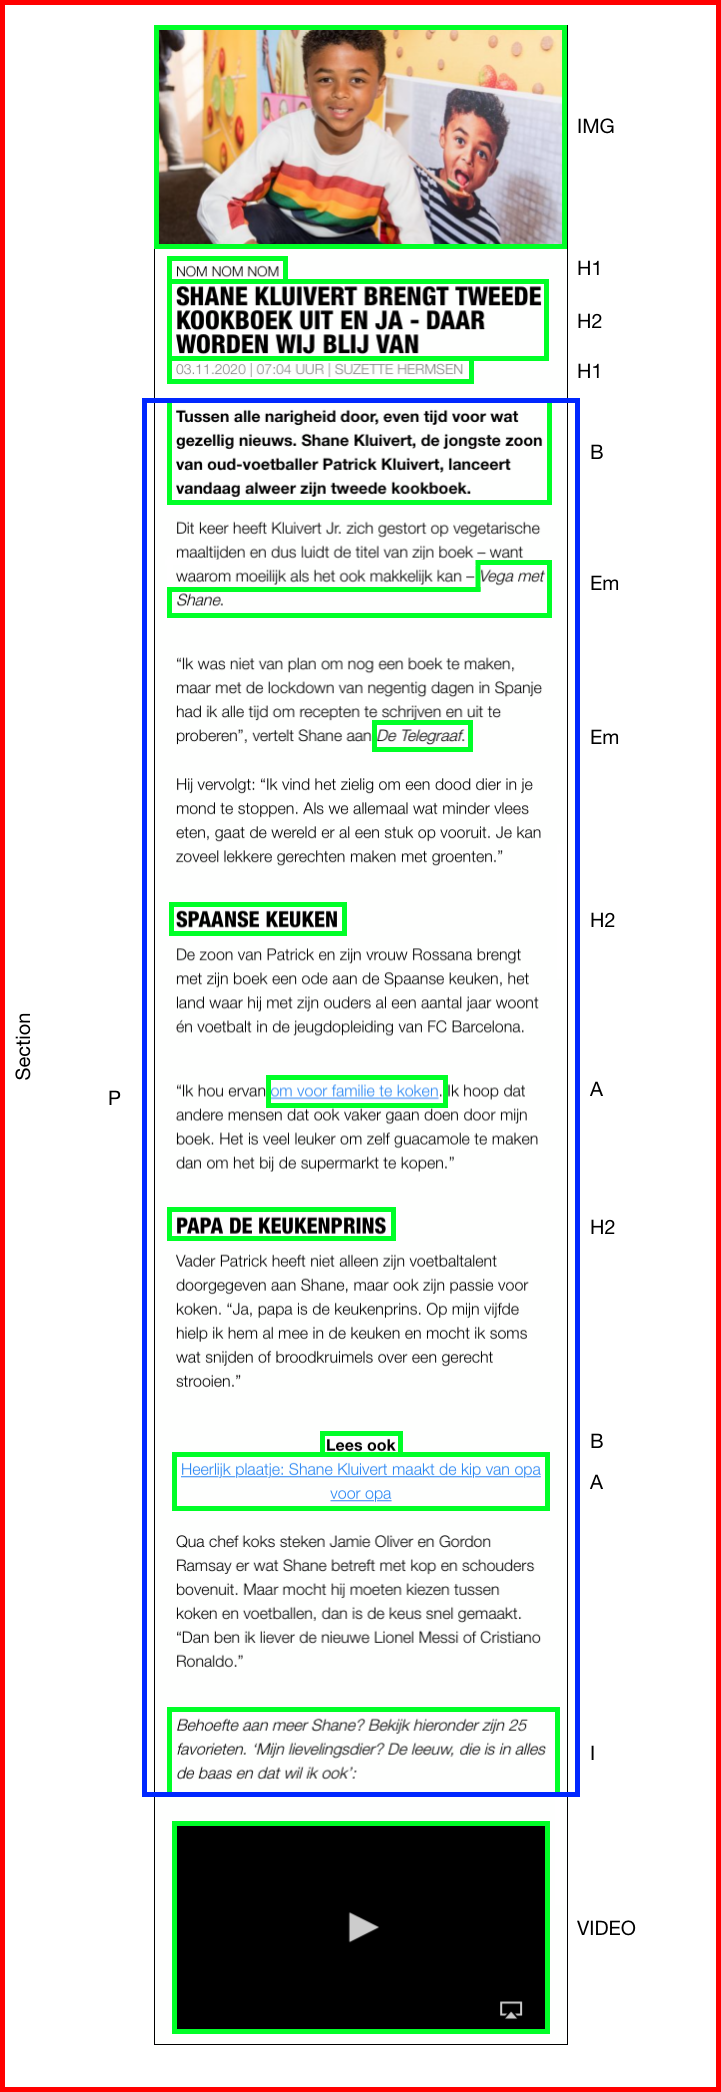 IMG
NOM NOM NOM
H1
SHANE KLUIVERT BRENGT TWEEDE
KOOKBOEK UIT EN JA - DAAR
WORDEN WIJ BLIJ VAN
H2
03.11.2020 | 07:04 UUR | SUZETTE HERMSEN
H1
Tussen alle narigheid door, even tijd voor wat
gezellig nieuws. Shane Kluivert, de jongste zoon
van oud-voetballer Patrick Kluivert, lanceert
vandaag alweer zijn tweede kookboek.
B
Dit keer heeft Kluivert Jr. zich gestort op vegetarische
maaltijden en dus luidt de titel van zijn boek – want
waarom moeilijk als het ook makkelijk kan – Vega met
Shane.
Em
“Ik was niet van plan om nog een boek te maken,
maar met de lockdown van negentig dagen in Spanje
had ik alle tijd om recepten te schrijven en uit te
proberen”, vertelt Shane aan De Telegraaf.
Em
Hij vervolgt: “Ik vind het zielig om een dood dier in je
mond te stoppen. Als we allemaal wat minder vlees
eten, gaat de wereld er al een stuk op vooruit. Je kan
zoveel lekkere gerechten maken met groenten.”
SPAANSE KEUKEN
H2
De zoon van Patrick en zijn vrouw Rossana brengt
met zijn boek een ode aan de Spaanse keuken, het
land waar hij met zijn ouders al een aantal jaar woont
én voetbalt in de jeugdopleiding van FC Barcelona.
Section
P
“Ik hou ervan om voor familie te koken. Ik hoop dat
andere mensen dat ook vaker gaan doen door mijn
boek. Het is veel leuker om zelf guacamole te maken
dan om het bij de supermarkt te kopen.”
A
PAPA DE KEUKENPRINS
H2
Vader Patrick heeft niet alleen zijn voetbaltalent
doorgegeven aan Shane, maar ook zijn passie voor
koken. “Ja, papa is de keukenprins. Op mijn vijfde
hielp ik hem al mee in de keuken en mocht ik soms
wat snijden of broodkruimels over een gerecht
strooien.”
Lees ook
B
Heerlijk plaatje: Shane Kluivert maakt de kip van opa
voor opa
A
Qua chef koks steken Jamie Oliver en Gordon
Ramsay er wat Shane betreft met kop en schouders
bovenuit. Maar mocht hij moeten kiezen tussen
koken en voetballen, dan is de keus snel gemaakt.
“Dan ben ik liever de nieuwe Lionel Messi of Cristiano
Ronaldo.”
Behoefte aan meer Shane? Bekijk hieronder zijn 25
favorieten. ‘Mijn lievelingsdier? De leeuw, die is in alles
de baas en dat wil ik ook’:
I
VIDEO